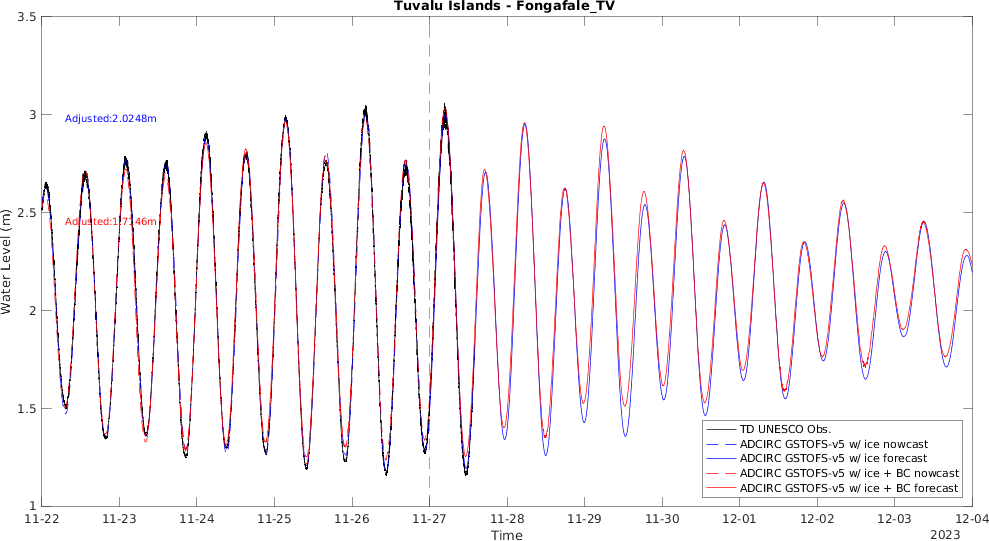 Tuvalu Islands - Fongafale_TV
3.5
3
2.5
2
1.5
1
Water Level (m)
Adjusted:2.0248m
Adjusted:1.7146m
TD UNESCO Obs.
ADCIRC GSTOFS-v5 w/ ice nowcast
ADCIRC GSTOFS-v5 w/ ice forecast
ADCIRC GSTOFS-v5 w/ ice + BC nowcast
ADCIRC GSTOFS-v5 w/ ice + BC forecast
11-22 11-23 11-24 11-25 11-26 11-27 11-28 11-29 11-30 12-01 12-02 12-03 12-04
Time
2023